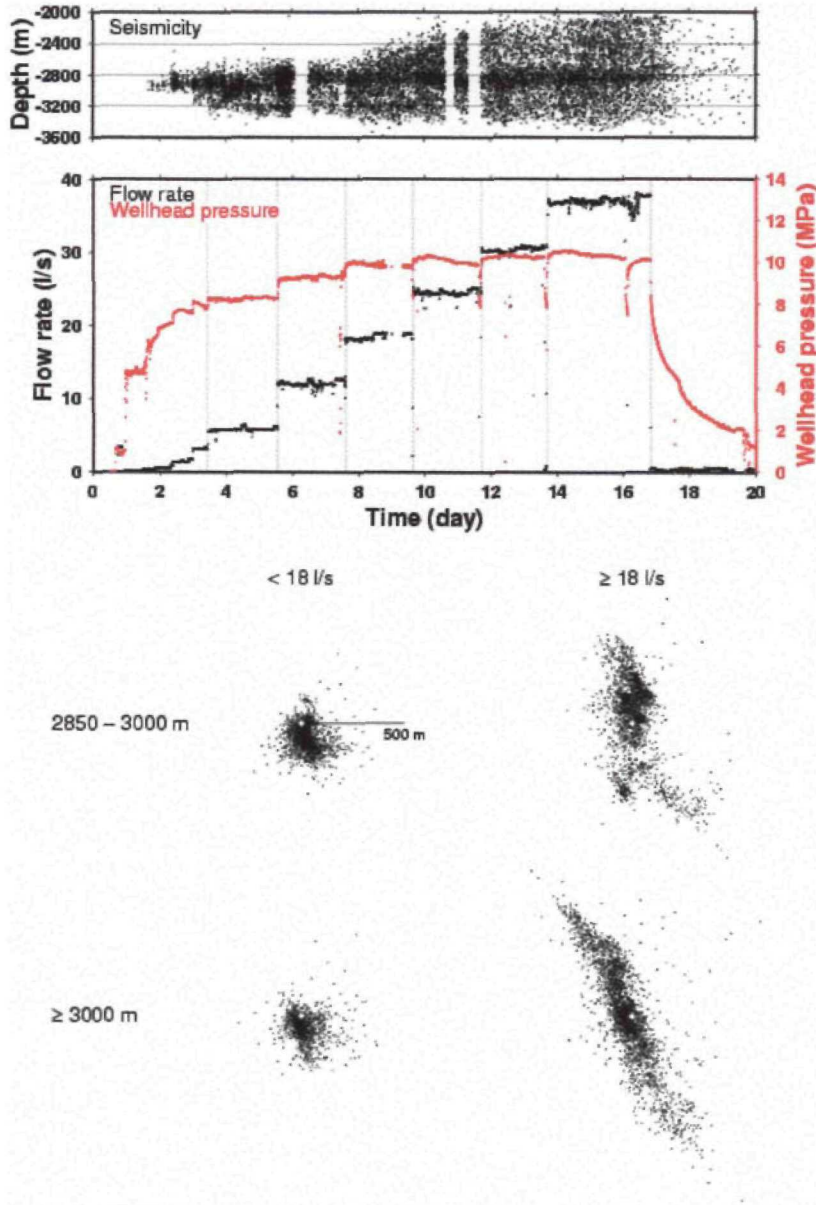 Seismicity
Depth (m)
-2000
-2400
-2800
-3200
-3600
Flow rate
Wellhead pressure
Flow rate (l/s)
40
30
20
10
0
Wellhead pressure (MPa)
14
12
10
8
6
4
2
0
0 2 4 6 8 10 12 14 16 18 20
Time (day)
< 18 l/s ≥ 18 l/s
2850 – 3000 m
500 m
≥ 3000 m